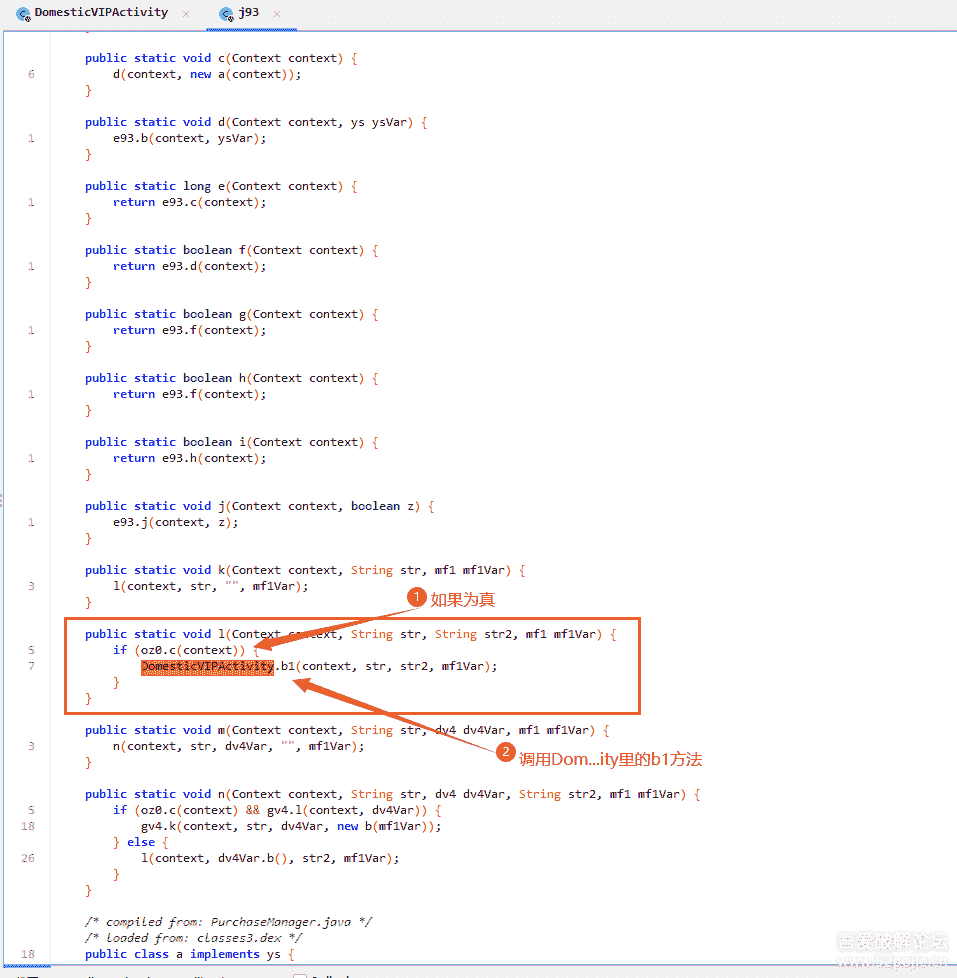 DomesticVIPActivity × j93 ×
public static void c(Context context) {
6 d(context, new a(context));
}
public static void d(Context context, ys ysVar) {
1 e93.b(context, ysVar);
}
public static long e(Context context) {
1 return e93.c(context);
}
public static boolean f(Context context) {
1 return e93.d(context);
}
public static boolean g(Context context) {
1 return e93.f(context);
}
public static boolean h(Context context) {
1 return e93.f(context);
}
public static boolean i(Context context) {
1 return e93.h(context);
}
public static void j(Context context, boolean z) {
1 e93.j(context, z);
}
public static void k(Context context, String str, mf1 mf1Var) {
3 l(context, str, "", mf1Var);
}
1 如果为真
public static void l(Context context, String str, String str2, mf1 mf1Var) {
5 if (oz0.c(context)) {
7 DomesticVIPActivity.b1(context, str, str2, mf1Var);
}
}
public static void m(Context context, String str, dv4 dv4Var, mf1 mf1Var) {
3 n(context, str, dv4Var, "", mf1Var);
}
2 调用Dom...ity里的b1方法
public static void n(Context context, String str, dv4 dv4Var, String str2, mf1 mf1Var) {
5 if (oz0.c(context) && gv4.l(context, dv4Var)) {
18 gv4.k(context, str, dv4Var, new b(mf1Var));
} else {
26 l(context, dv4Var.b(), str2, mf1Var);
}
}
/* compiled from: PurchaseManager.java */
/* loaded from: classes3.dex */
18 public class a implements ys {
吾爱破解论坛
www.52pojie.cn